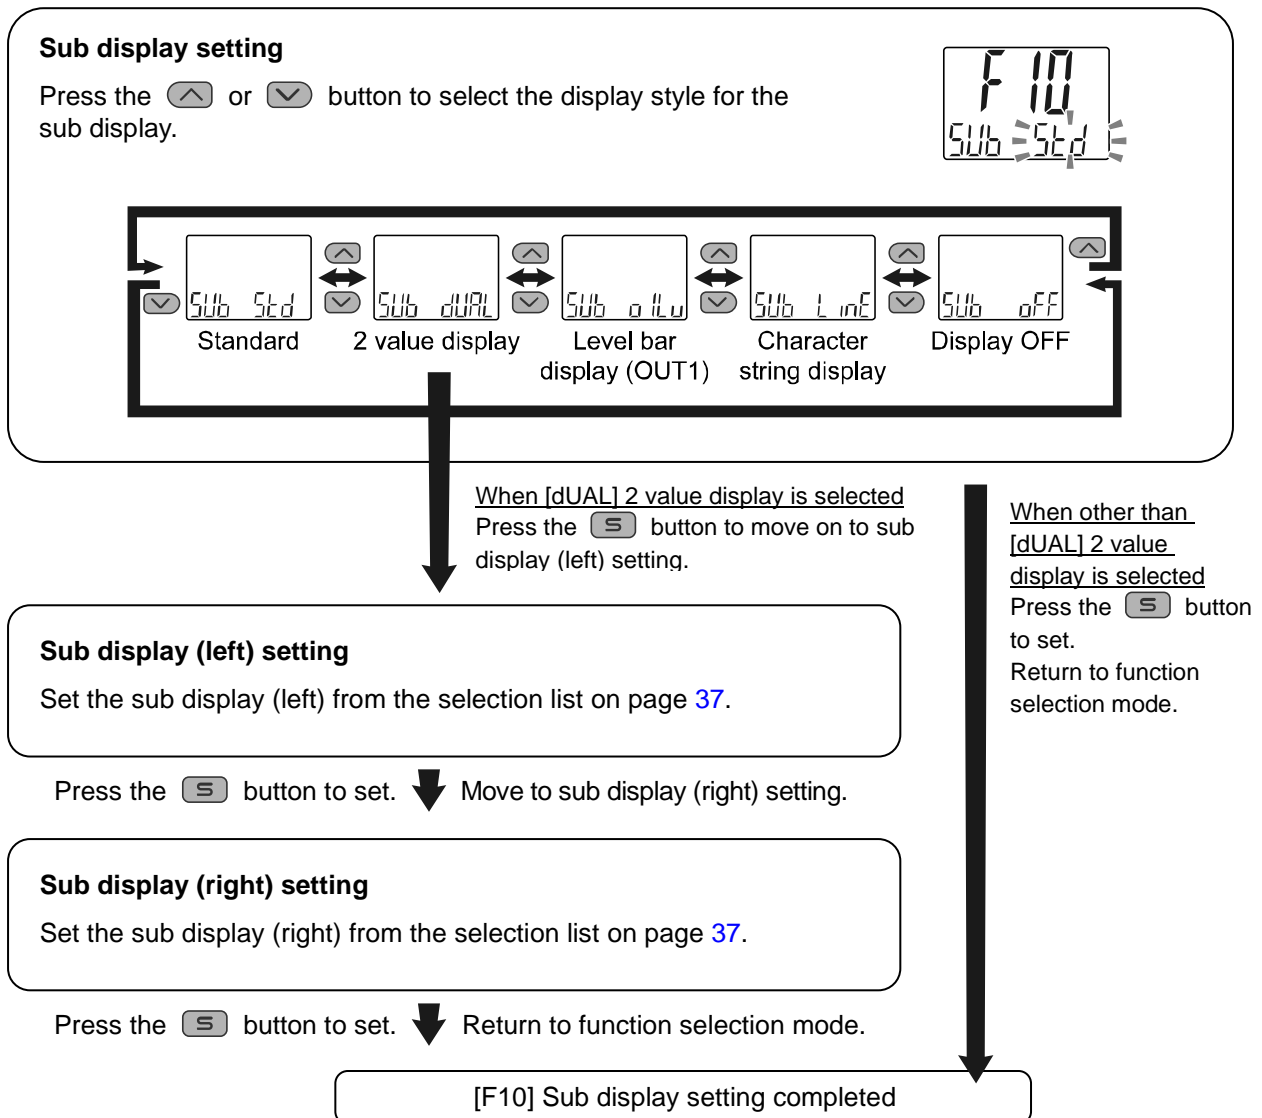 Sub display setting
Press the or button to select the display style for the
sub display.
F 10
SUb Std
SUb Std
SUb dUAL
SUb o1Lv
SUb LinE
SUb oFF
Standard
2 value display
Level bar
display (OUT1)
Character
string display
Display OFF
When [dUAL] 2 value display is selected
Press the S button to move on to sub
display (left) setting.
When other than
[dUAL] 2 value
display is selected
Press the S button
to set.
Return to function
selection mode.
Sub display (left) setting
Set the sub display (left) from the selection list on page 37.
Press the S button to set. Move to sub display (right) setting.
Sub display (right) setting
Set the sub display (right) from the selection list on page 37.
Press the S button to set. Return to function selection mode.
[F10] Sub display setting completed